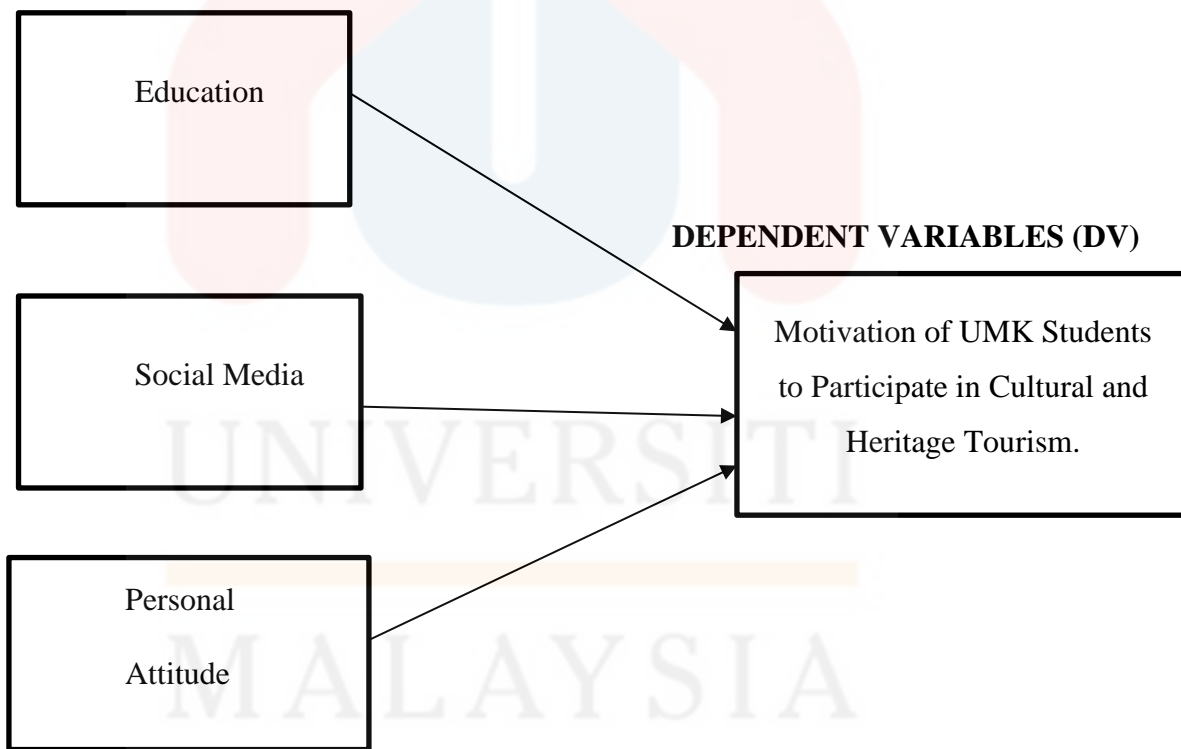 Education
DEPENDENT VARIABLES (DV)
Motivation of UMK Students
to Participate in Cultural and
Heritage Tourism.
Social Media
UNIVERSITI
Personal
Attitude
MALAYSIA